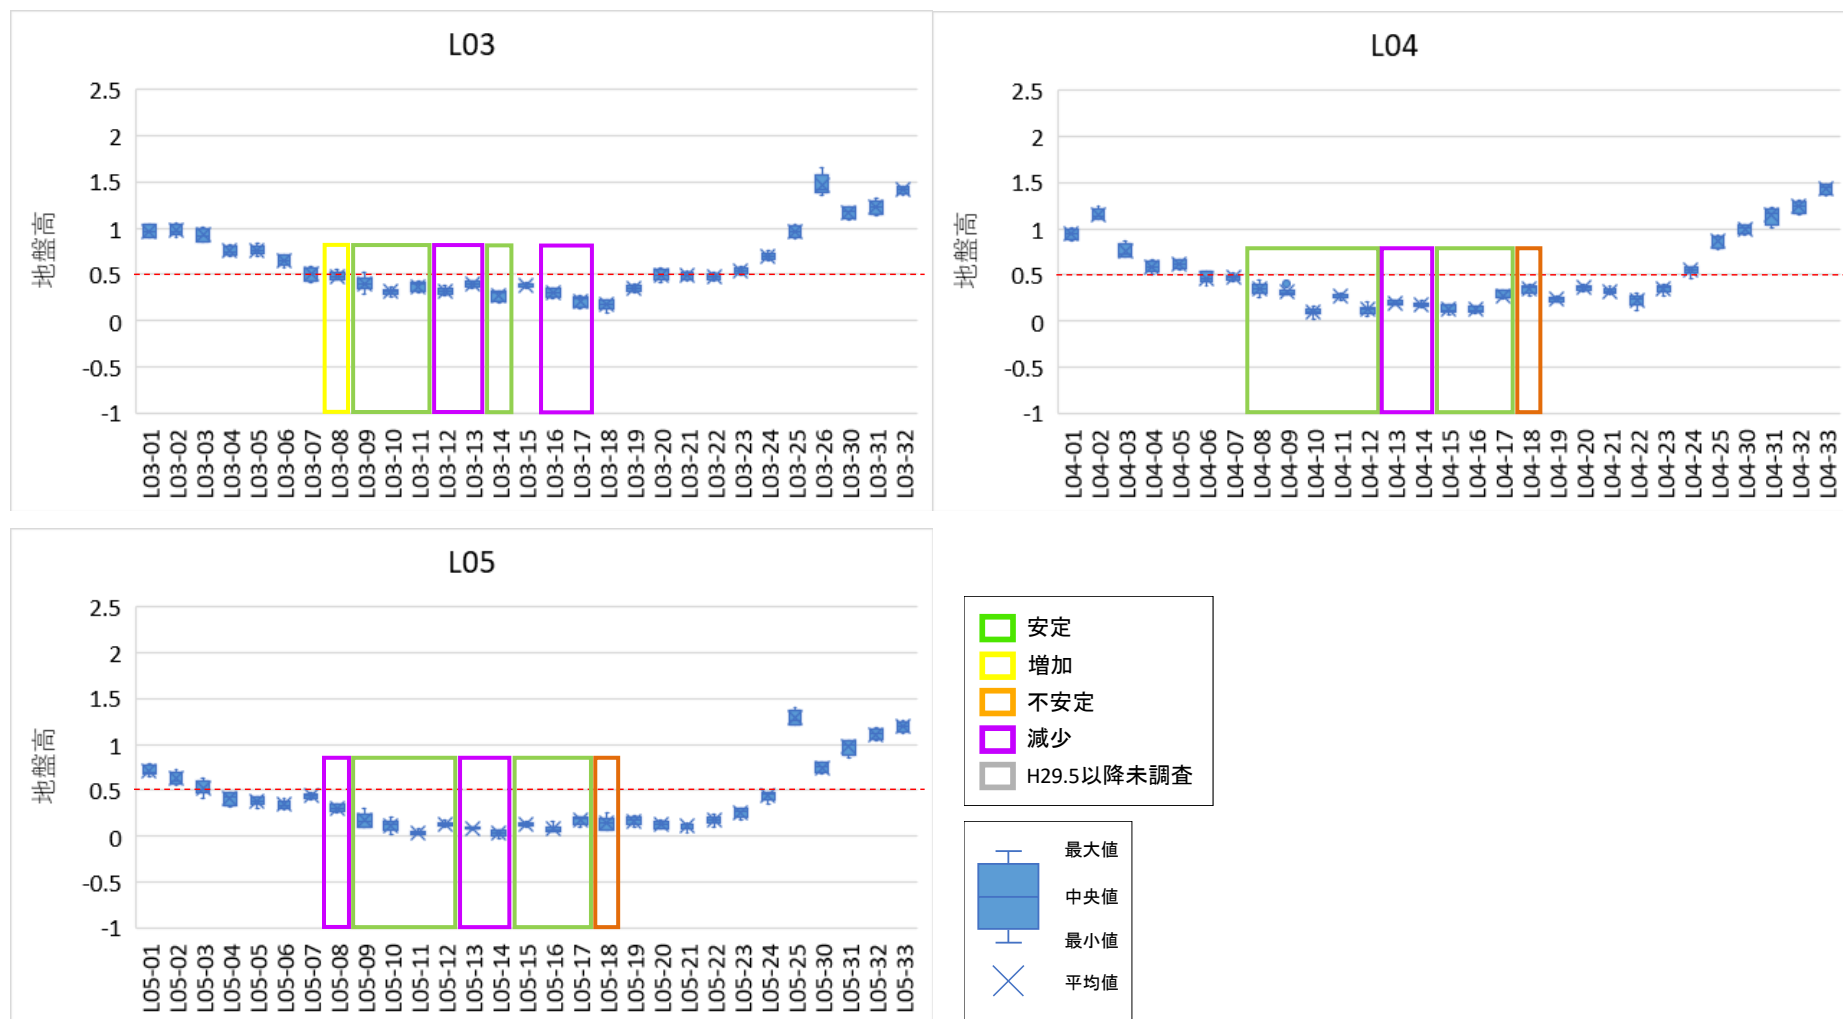 L03
2.5
2
1.5
1
0.5
0
-0.5
-1
地盤高
L03-01 L03-02 L03-03 L03-04 L03-05 L03-06 L03-07 L03-08 L03-09 L03-10 L03-11 L03-12 L03-13 L03-14 L03-15 L03-16 L03-17 L03-18 L03-19 L03-20 L03-21 L03-22 L03-23 L03-24 L03-25 L03-26 L03-30 L03-31 L03-32
L04
2.5
2
1.5
1
0.5
0
-0.5
-1
地盤高
L04-01 L04-02 L04-03 L04-04 L04-05 L04-06 L04-07 L04-08 L04-09 L04-10 L04-11 L04-12 L04-13 L04-14 L04-15 L04-16 L04-17 L04-18 L04-19 L04-20 L04-21 L04-22 L04-23 L04-24 L04-25 L04-30 L04-31 L04-32 L04-33
L05
2.5
2
1.5
1
0.5
0
-0.5
-1
地盤高
L05-01 L05-02 L05-03 L05-04 L05-05 L05-06 L05-07 L05-08 L05-09 L05-10 L05-11 L05-12 L05-13 L05-14 L05-15 L05-16 L05-17 L05-18 L05-19 L05-20 L05-21 L05-22 L05-23 L05-24 L05-25 L05-30 L05-31 L05-32 L05-33
安定
増加
不安定
減少
H29.5以降未調査
最大値
中央値
最小値
平均値